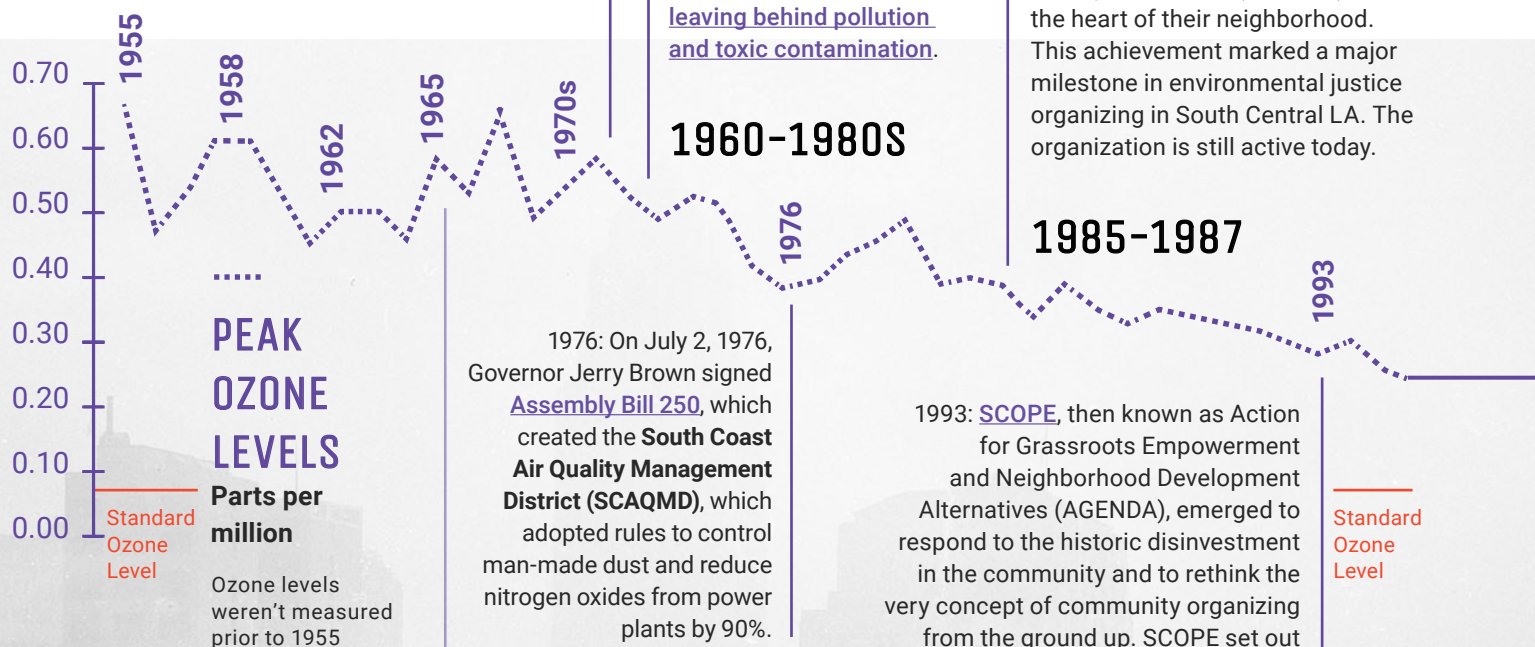 leaving behind pollution
and toxic contamination.
the heart of their neighborhood.
This achievement marked a major
milestone in environmental justice
organizing in South Central LA. The
organization is still active today.
1960–1980S
1985–1987
1955
1958
1962
1965
1970s
1976
1993
0.70
0.60
0.50
0.40
0.30
0.20
0.10
0.00
PEAK
OZONE
LEVELS
Parts per
million
Standard
Ozone
Level
Ozone levels
weren’t measured
prior to 1955
1976: On July 2, 1976,
Governor Jerry Brown signed
Assembly Bill 250, which
created the South Coast
Air Quality Management
District (SCAQMD), which
adopted rules to control
man-made dust and reduce
nitrogen oxides from power
plants by 90%.
1993: SCOPE, then known as Action
for Grassroots Empowerment
and Neighborhood Development
Alternatives (AGENDA), emerged to
respond to the historic disinvestment
in the community and to rethink the
very concept of community organizing
from the ground up. SCOPE set out
Standard
Ozone
Level